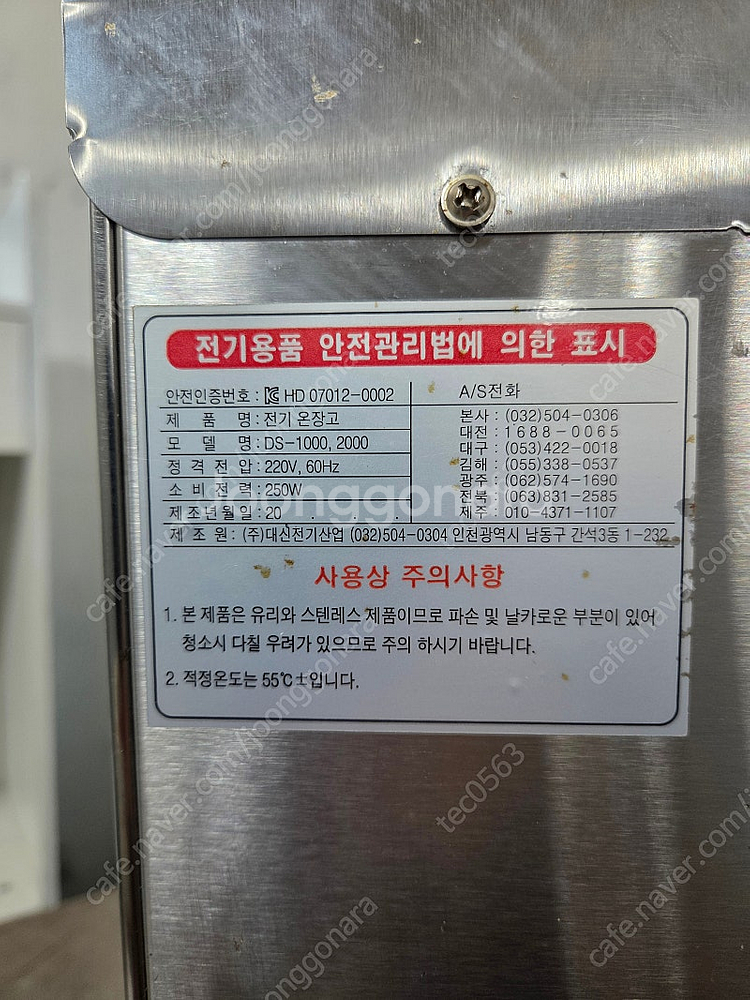 전기용품 안전관리법에 의한 표시
안전인증번호 : HD 07012-0002
제 품 명 : 전기 온장고
모 델 명 : DS-1000, 2000
정 격 전 압 : 220V, 60Hz
소 비 전 력 : 250W
제조년월일 : 20 . . .
A/S전화
본사 : (032)504-0306
대전 : 1688-0065
대구 : (053)422-0018
김해 : (055)338-0537
광주 : (062)574-1690
전북 : (063)831-2585
제주 : 010-4371-1107
제 조 원 : (주)대신전기산업 (032)504-0304 인천광역시 남동구 간석3동 1-232
사용상 주의사항
1. 본 제품은 유리와 스텐레스 제품이므로 파손 및 날카로운 부분이 있어
청소시 다칠 우려가 있으므로 주의 하시기 바랍니다.
2. 적정온도는 55℃±입니다.
joonggonara
cafe.naver.com/joonggonara
tec0563